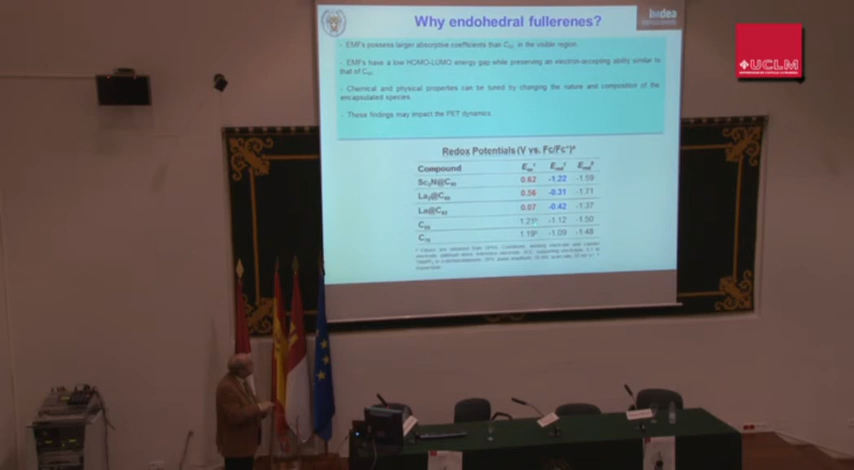 Why endohedral fullerenes?
imdea
UCLM
- EMFs possess larger absorptive coefficients than C60 in the visible region.
- EMFs have a low HOMO-LUMO energy gap while preserving an electron-accepting ability similar to
that of C60.
- Chemical and physical properties can be tuned by changing the nature and composition of the
encapsulated species.
- These findings may impact the PET dynamics.
Redox Potentials (V vs. Fc/Fc+)a
Compound
Sc3N@C80 0.62 -1.22 -1.59
La2@C80 0.56 -0.31 -1.71
La@C82 0.07 -0.42 -1.37
C60 1.21b -1.12 -1.50
C70 1.19b -1.09 -1.48